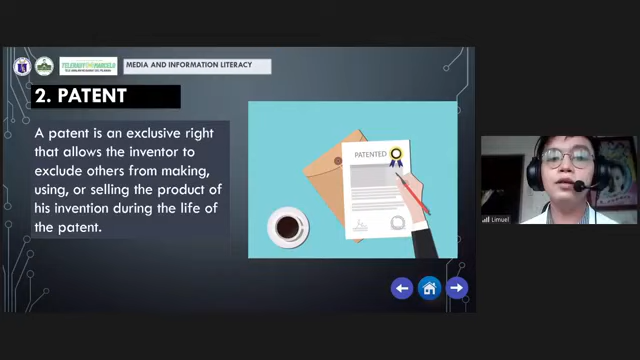 MEDIA AND INFORMATION LITERACY
2. PATENT
A patent is an exclusive right
that allows the inventor to
exclude others from making,
using, or selling the product of
his invention during the life of
the patent.
PATENTED
Limuel